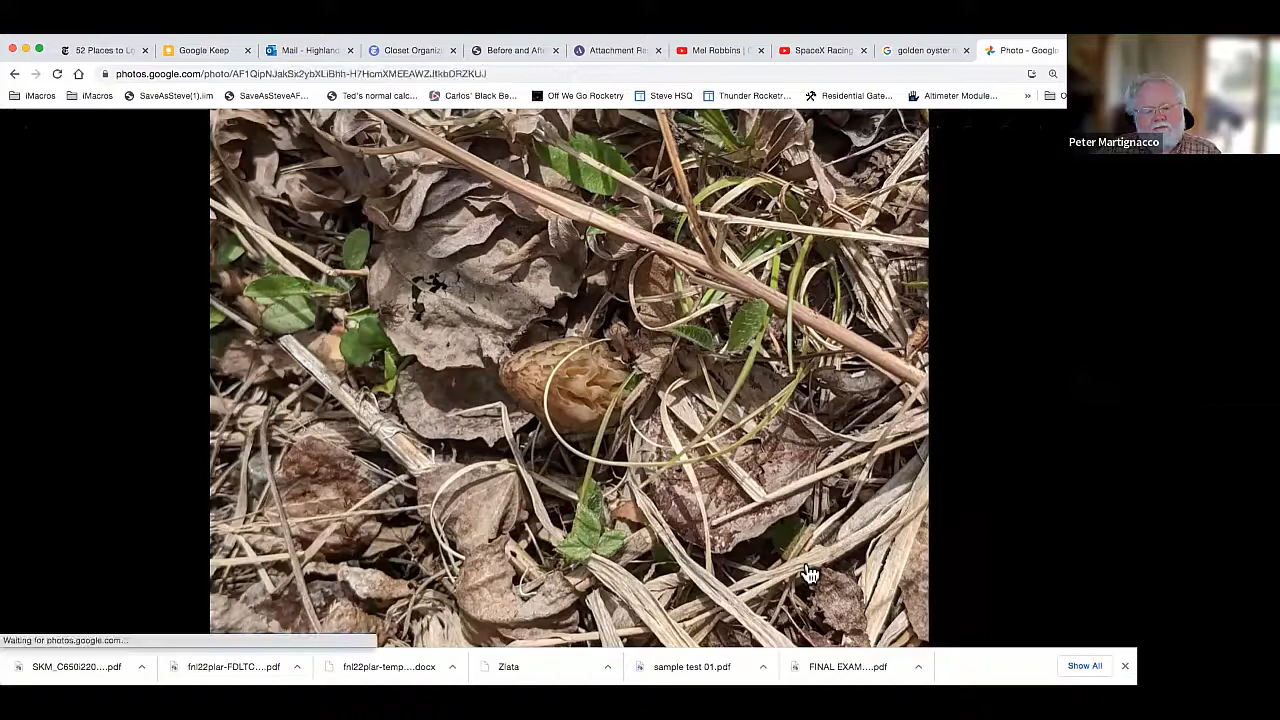 52 Places to Lo
Google Keep
Mail - Highland
Closet Organiz
Before and Aft
Attachment Re
Mel Robbins | C
SpaceX Racing
golden oyster m
Photo - Google
photos.google.com/photo/AF1QipNJakSx2ybXLiBhh-H7HcmXMEEAWZJtkbDRZKUJ
iMacros
iMacros
SaveAsSteve(1).iim
SaveAsSteveAF...
Ted's normal calc...
Carlos' Black Be...
Off We Go Rocketry
Steve HSQ
Thunder Rocketr...
Residential Gate...
Altimeter Module...
»
Peter Martignacco
Waiting for photos.google.com...
SKM_C650i220....pdf
fnl22plar-FDLTC....pdf
fnl22plar-temp....docx
Zlata
sample test 01.pdf
FINAL EXAM....pdf
Show All